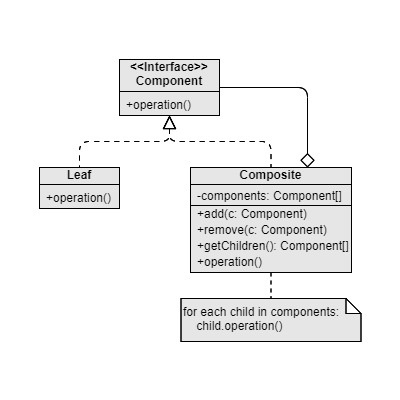 <<Interface>>
Component
+operation()
Leaf
+operation()
Composite
-components: Component[]
+add(c: Component)
+remove(c: Component)
+getChildren(): Component[]
+operation()
for each child in components:
child.operation()